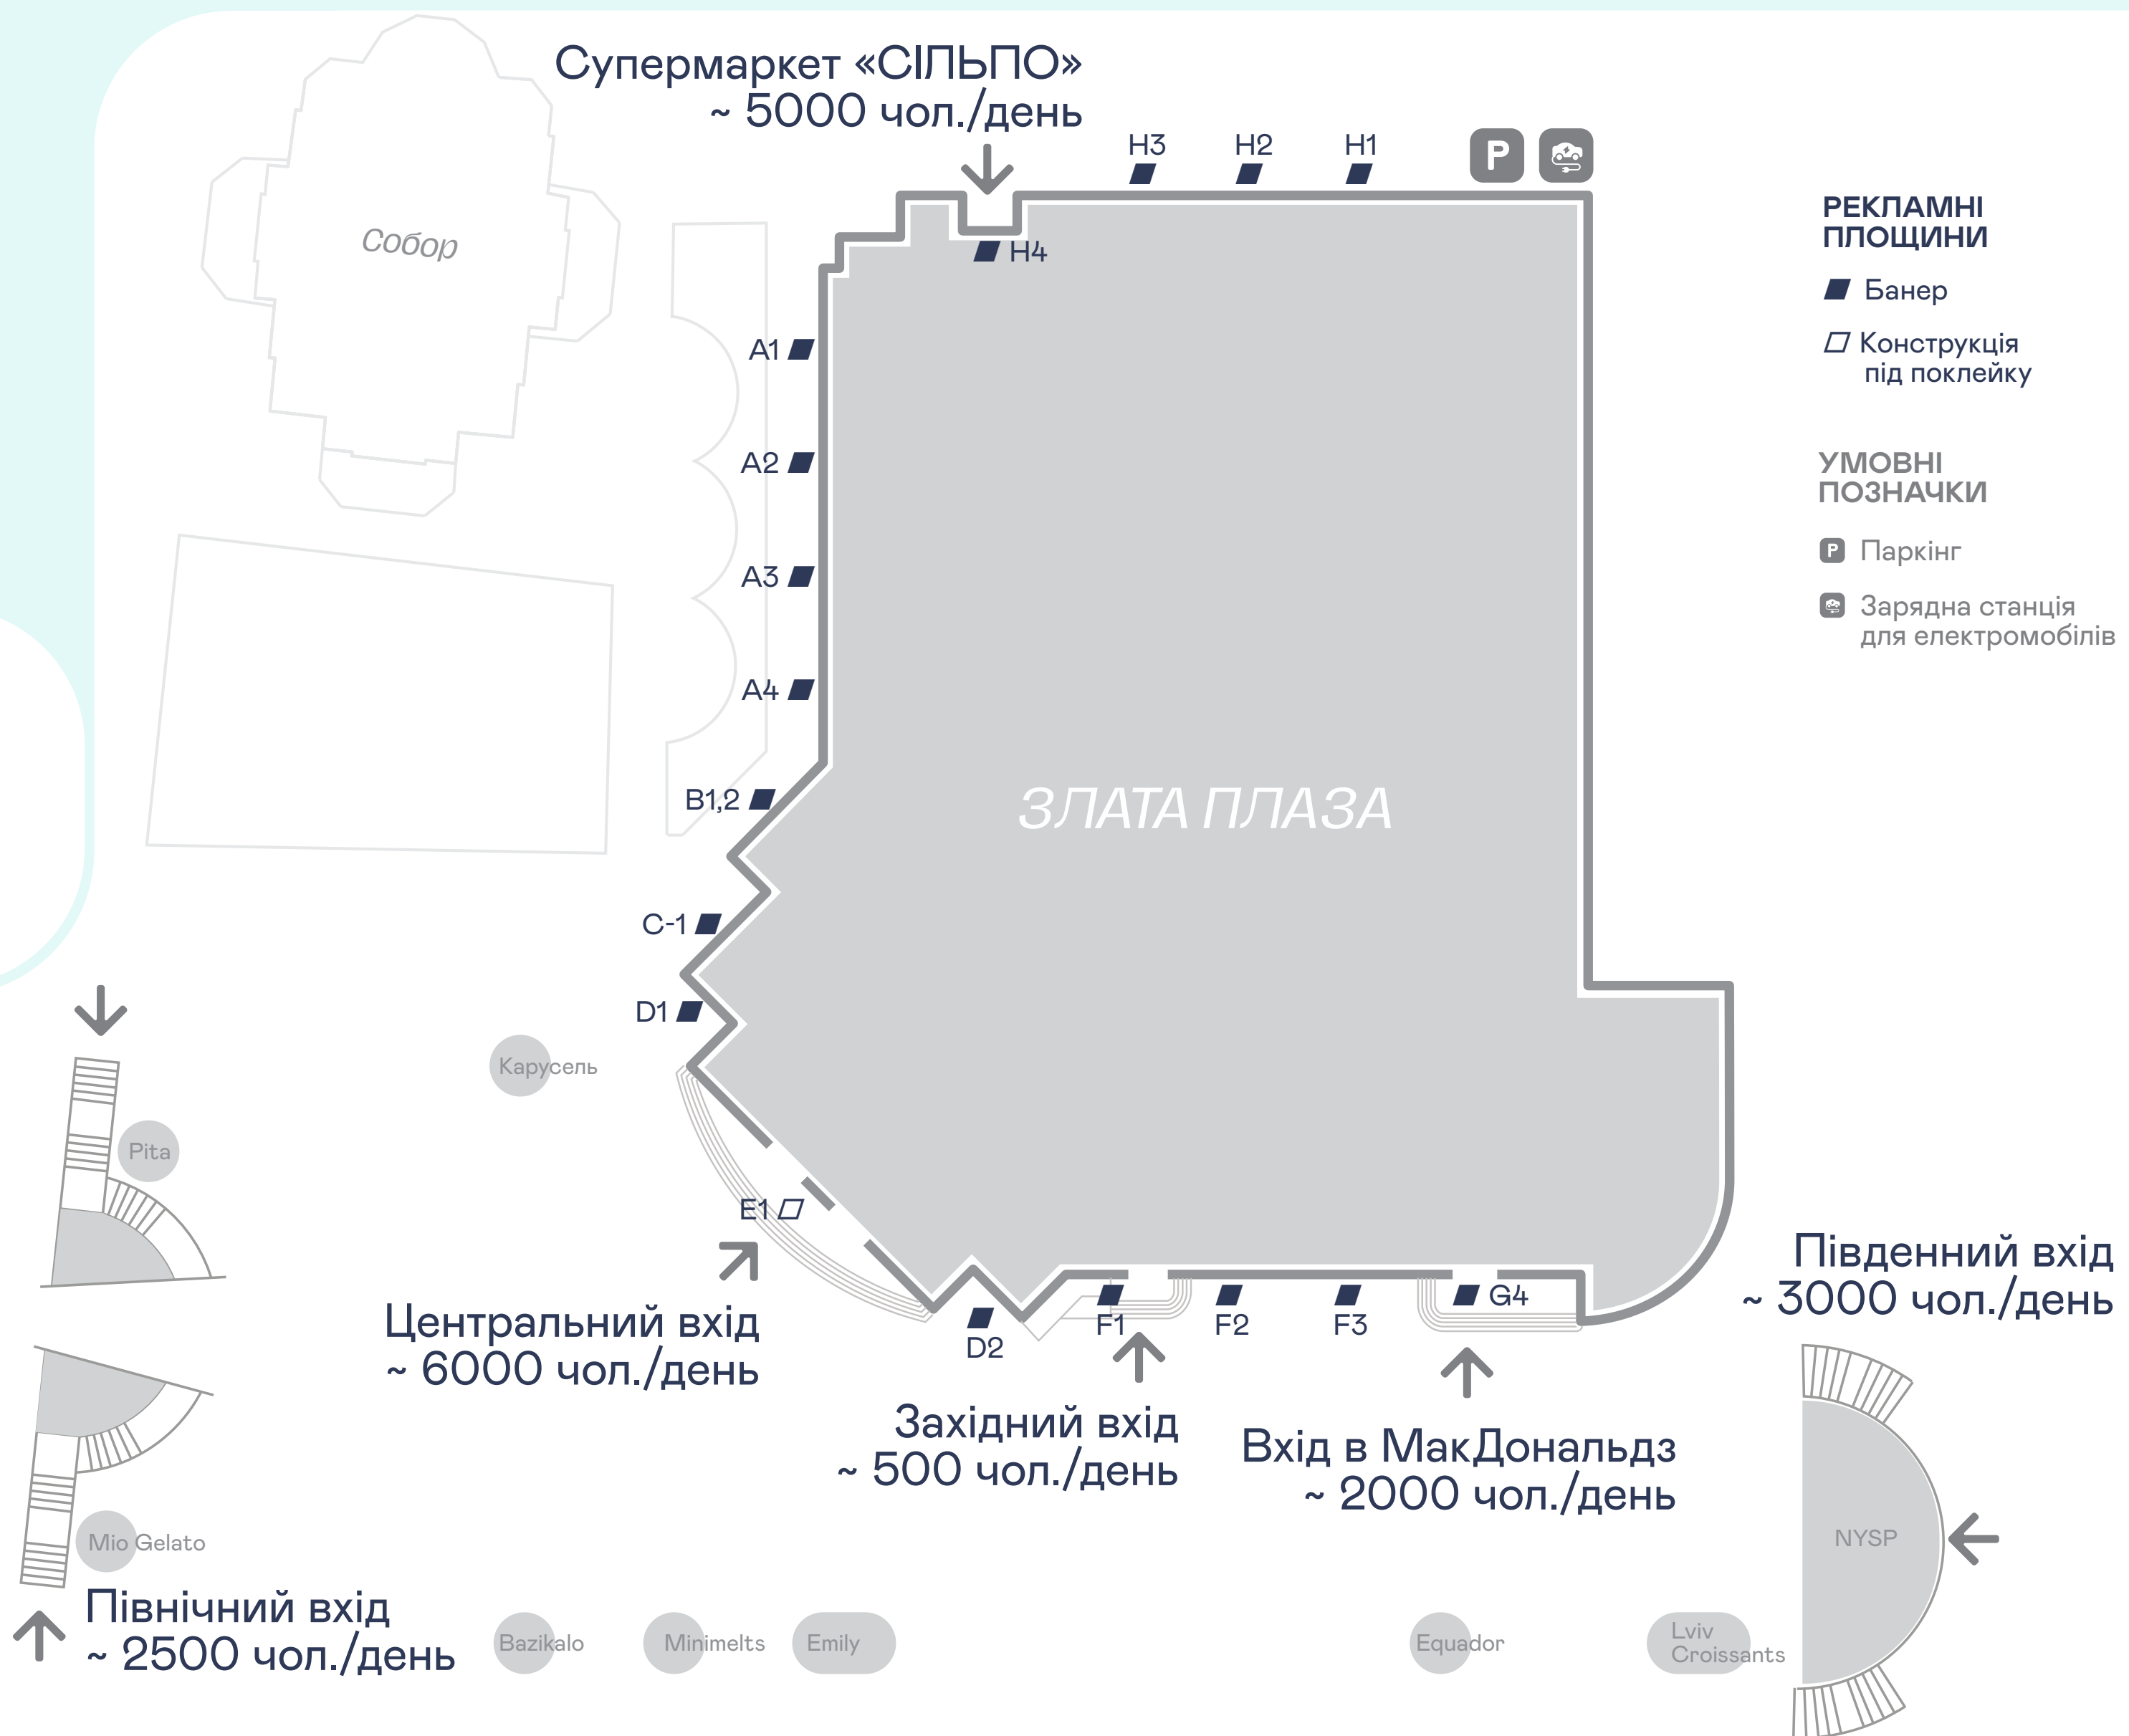 Супермаркет «СІЛЬПО»
~ 5000 чол./день
H3
H2
H1
P
H4
Собор
A1
A2
A3
A4
B1,2
C-1
D1
ЗЛАТА ПЛАЗА
РЕКЛАМНІ
ПЛОЩИНИ
Банер
Конструкція
під поклейку
УМОВНІ
ПОЗНАЧКИ
P Паркінг
Зарядна станція
для електромобілів
Карусель
Pita
E1
Центральний вхід
~ 6000 чол./день
D2
F1
F2
F3
G4
Південний вхід
~ 3000 чол./день
Західний вхід
~ 500 чол./день
Вхід в МакДональдз
~ 2000 чол./день
NYSP
Mio Gelato
Північний вхід
~ 2500 чол./день
Bazikalo
Minimelts
Emily
Equador
Lviv
Croissants